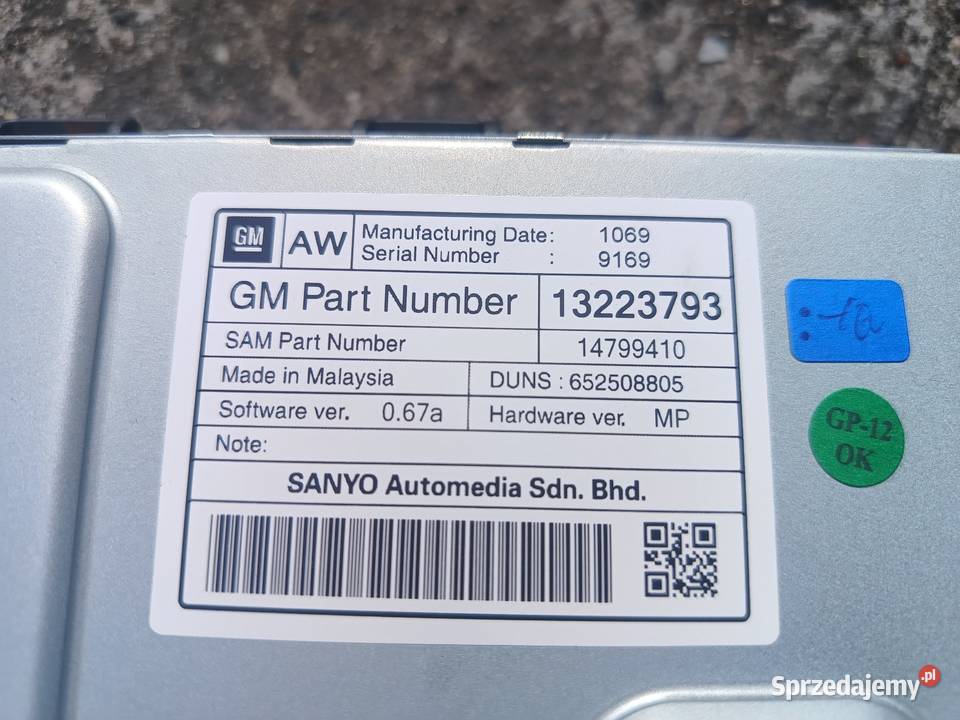 GM AW Manufacturing Date: 1069
Serial Number : 9169
GM Part Number 13223793
SAM Part Number 14799410
Made in Malaysia DUNS : 652508805
Software ver. 0.67a Hardware ver. MP
Note:
SANYO Automedia Sdn. Bhd.
GP-12
OK
Sprzedajemy.pl